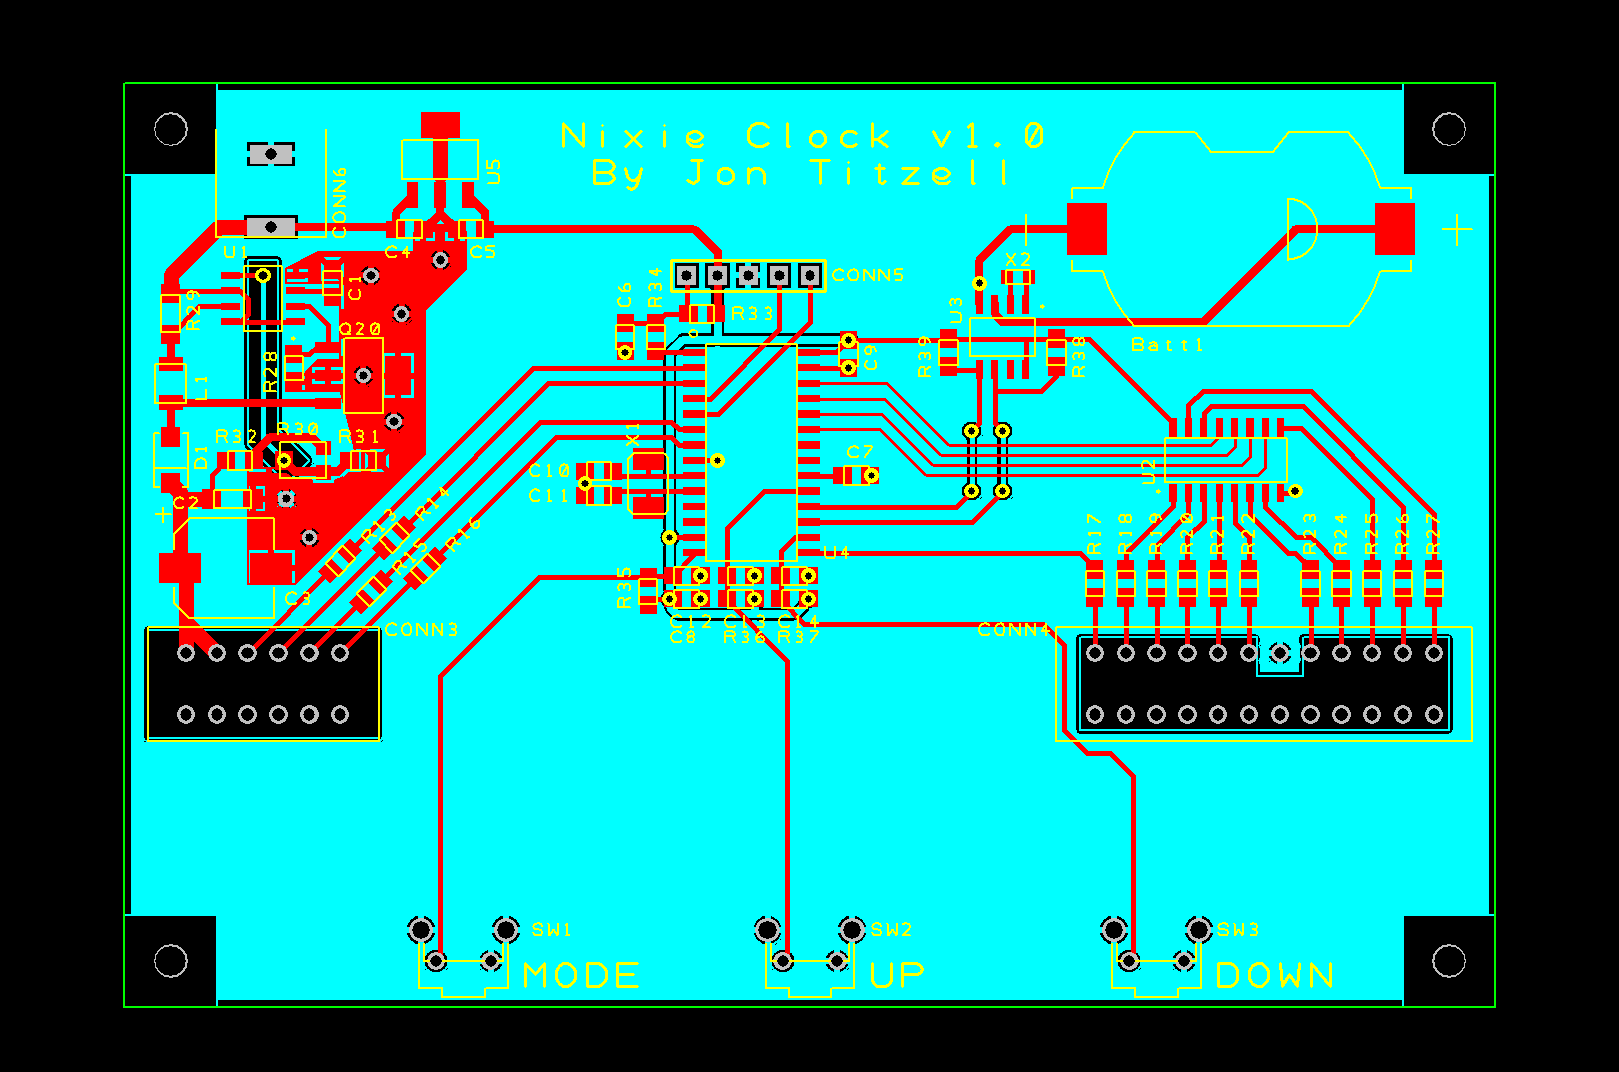 Nixie Clock v1.0
By Jon Titzell
CONN6
U5
C4
C5
U1
C1
R29
Q20
R28
L1
R32
R30
R31
D1
C2
+
C3
R13
R14
R15
R16
CONN3
C6
R34
R33
CONN5
C9
X1
C10
C11
C7
U4
R35
C12
C13
C14
C8
R36
R37
X2
U3
R39
R38
Batt1
+
U2
R17
R18
R19
R20
R21
R22
R23
R24
R25
R26
R27
CONN4
SW1
MODE
SW2
UP
SW3
DOWN